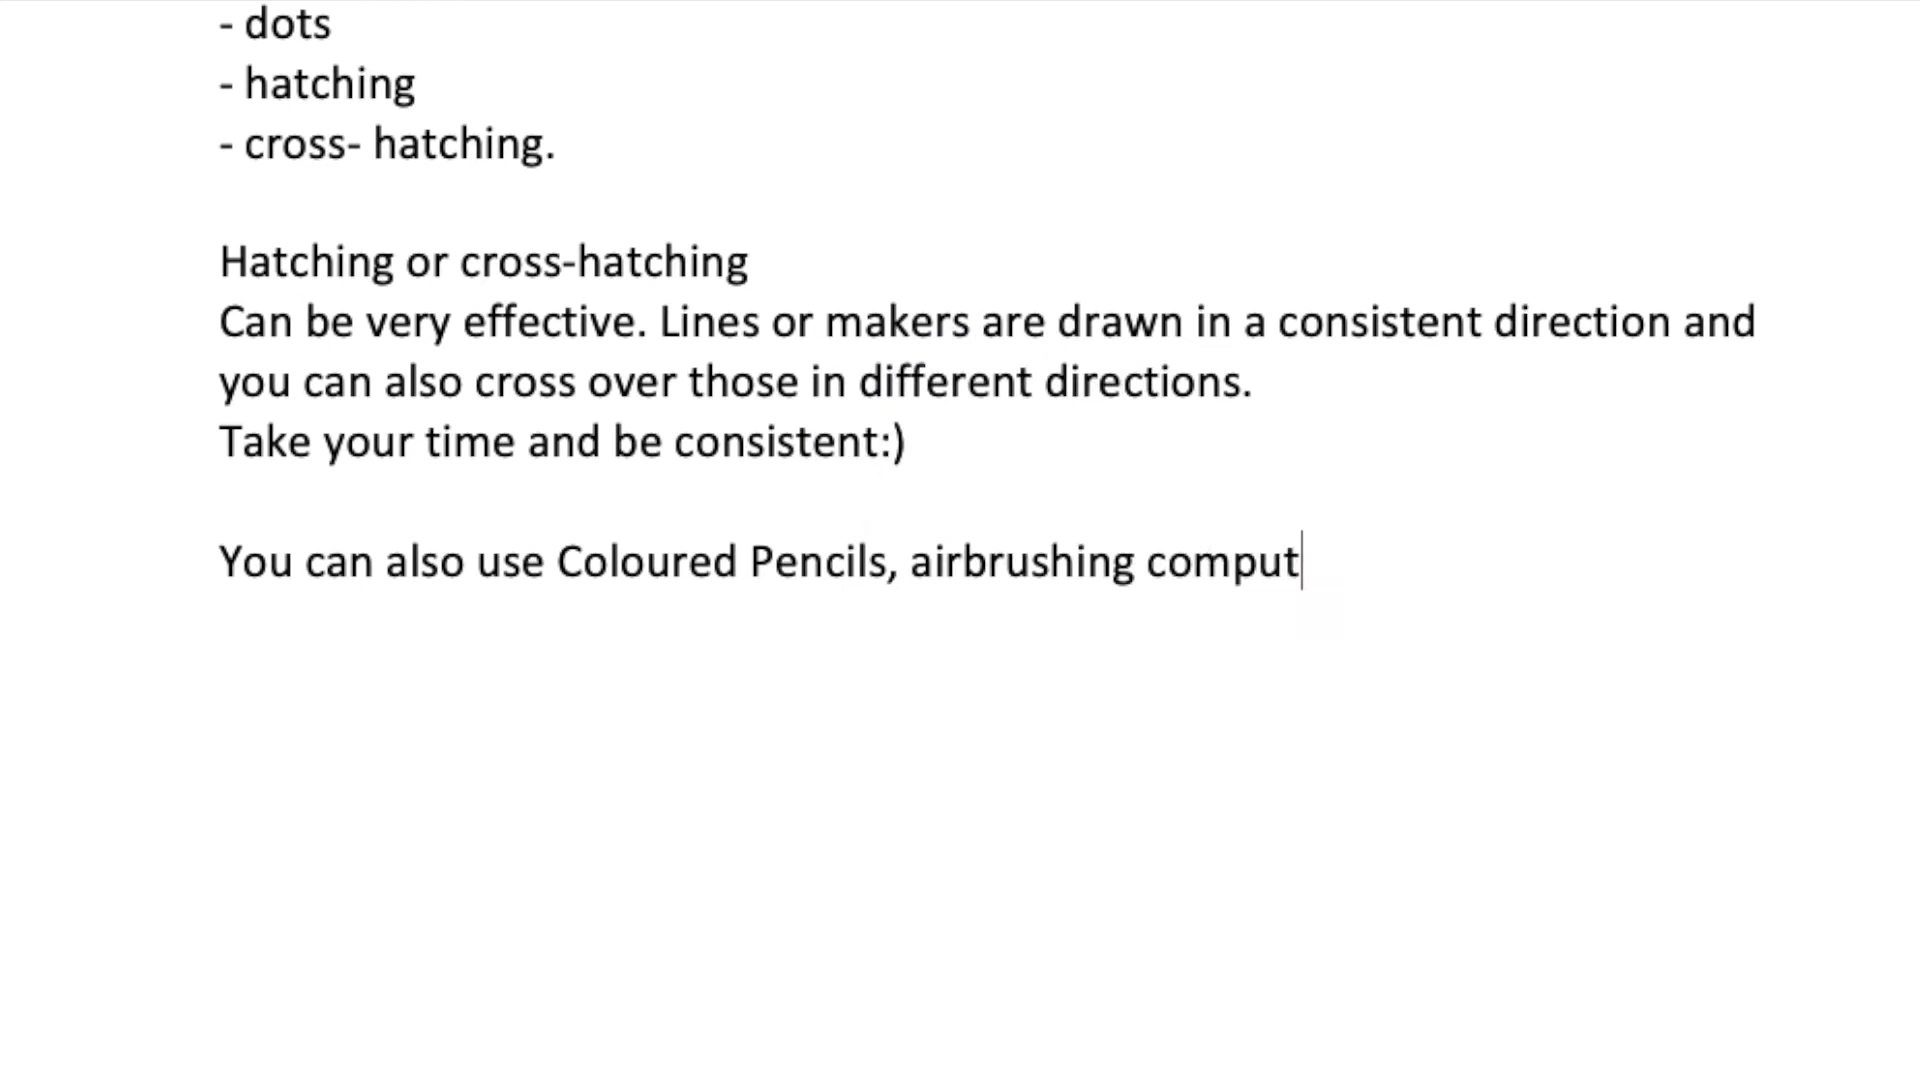 - dots
- hatching
- cross- hatching.
Hatching or cross-hatching
Can be very effective. Lines or makers are drawn in a consistent direction and
you can also cross over those in different directions.
Take your time and be consistent:)
You can also use Coloured Pencils, airbrushing comput